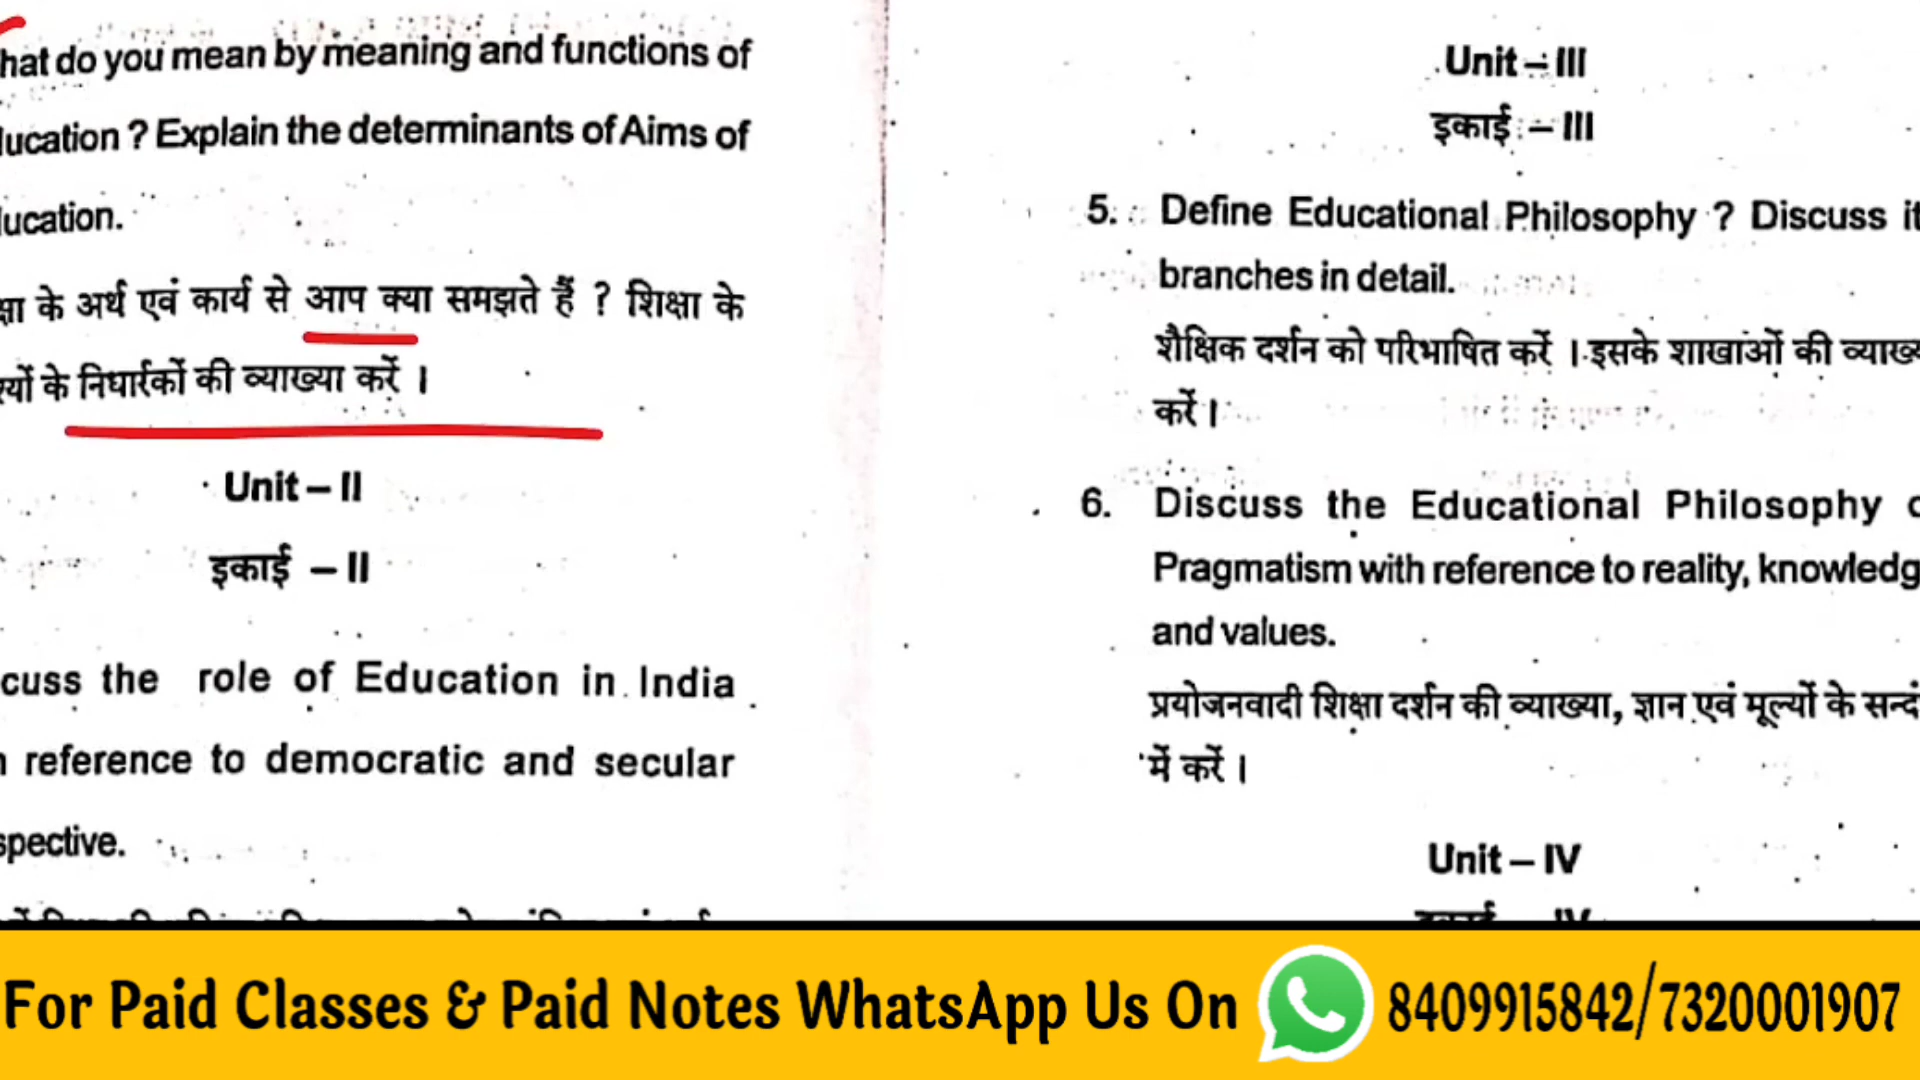 hat do you mean by meaning and functions of
lucation ? Explain the determinants of Aims of
lucation.
क्षा के अर्थ एवं कार्य से आप क्या समझते हैं ? शिक्षा के
श्यों के निर्धारकों की व्याख्या करें ।
Unit – II
इकाई – II
cuss the role of Education in India
reference to democratic and secular
spective.
Unit – III
इकाई – III
5. Define Educational Philosophy ? Discuss it
branches in detail.
शैक्षिक दर्शन को परिभाषित करें । इसके शाखाओं की व्याख्य
करें ।
6. Discuss the Educational Philosophy o
Pragmatism with reference to reality, knowledg
and values.
प्रयोजनवादी शिक्षा दर्शन की व्याख्या, ज्ञान एवं मूल्यों के सन्द
में करें ।
Unit – IV
इकाई – IV
For Paid Classes & Paid Notes WhatsApp Us On 8409915842/7320001907